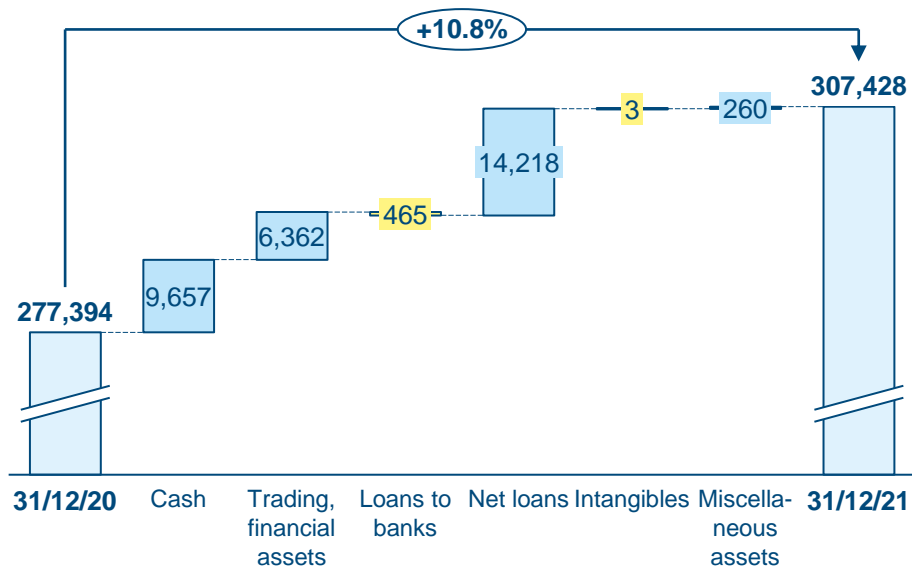 +10.8%
307,428
3
260
14,218
465
6,362
9,657
277,394
31/12/20
Cash
Trading,
financial
assets
Loans to
banks
Net loans
Intangibles
Miscella-
neous
assets
31/12/21